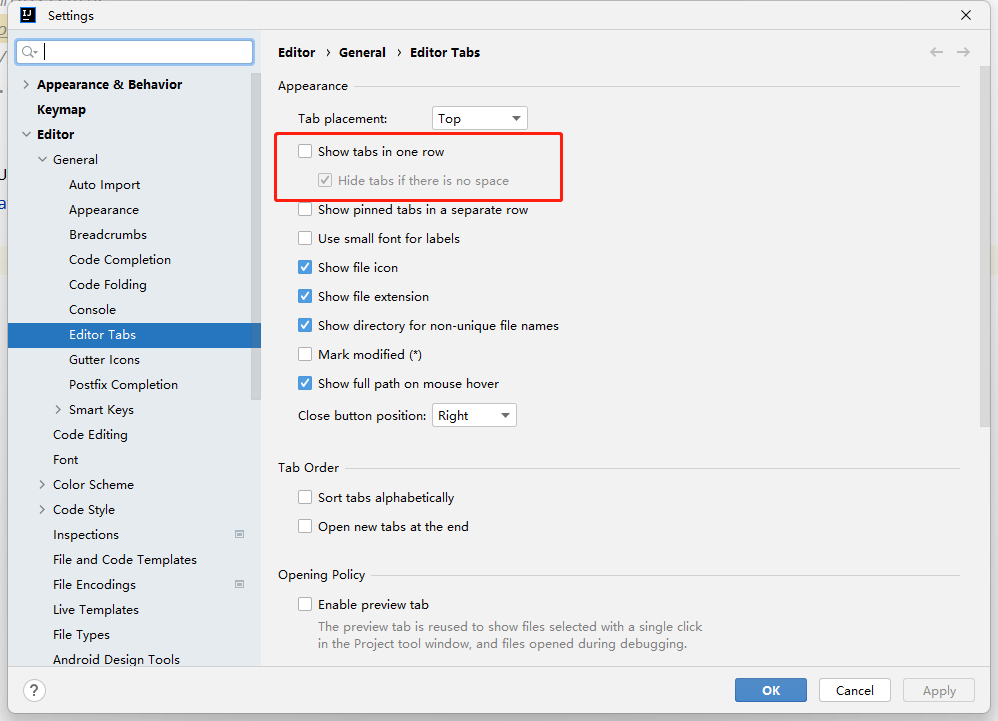 IJ Settings
Editor › General › Editor Tabs
Appearance & Behavior
Keymap
Editor
General
Auto Import
Appearance
Breadcrumbs
Code Completion
Code Folding
Console
Editor Tabs
Gutter Icons
Postfix Completion
Smart Keys
Code Editing
Font
Color Scheme
Code Style
Inspections
File and Code Templates
File Encodings
Live Templates
File Types
Android Design Tools
Appearance
Tab placement: Top
Show tabs in one row
Hide tabs if there is no space
Show pinned tabs in a separate row
Use small font for labels
Show file icon
Show file extension
Show directory for non-unique file names
Mark modified (*)
Show full path on mouse hover
Close button position: Right
Tab Order
Sort tabs alphabetically
Open new tabs at the end
Opening Policy
Enable preview tab
The preview tab is reused to show files selected with a single click
in the Project tool window, and files opened during debugging.
?
OK Cancel Apply